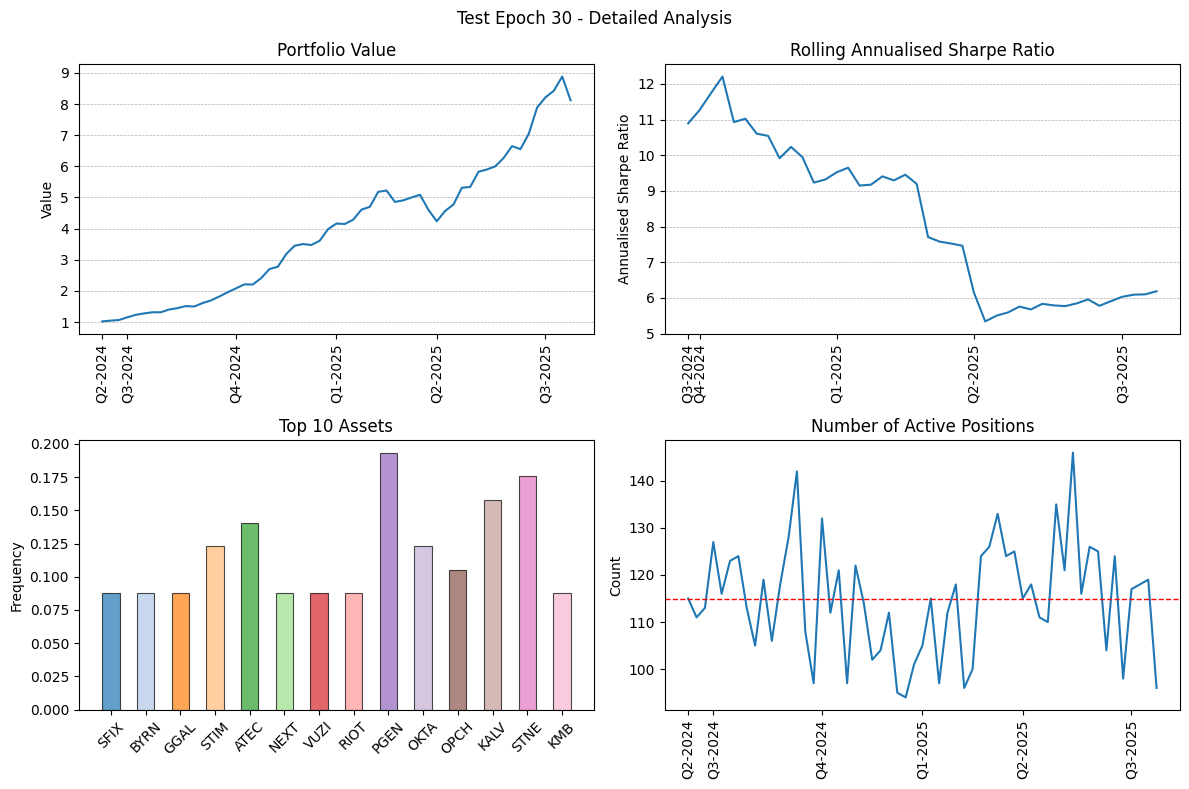 Test Epoch 30 - Detailed Analysis
Portfolio Value
Value
9
8
7
6
5
4
3
2
1
Q2-2024
Q3-2024
Q4-2024
Q1-2025
Q2-2025
Q3-2025
Rolling Annualised Sharpe Ratio
Annualised Sharpe Ratio
12
11
10
9
8
7
6
5
Q3-2024
Q4-2024
Q1-2025
Q2-2025
Q3-2025
Top 10 Assets
Frequency
0.200
0.175
0.150
0.125
0.100
0.075
0.050
0.025
0.000
SFIX
BYRN
GGAL
STIM
ATEC
NEXT
VUZI
RIOT
PGEN
OKTA
OPCH
KALV
STNE
KMB
Number of Active Positions
Count
140
130
120
110
100
Q2-2024
Q3-2024
Q4-2024
Q1-2025
Q2-2025
Q3-2025